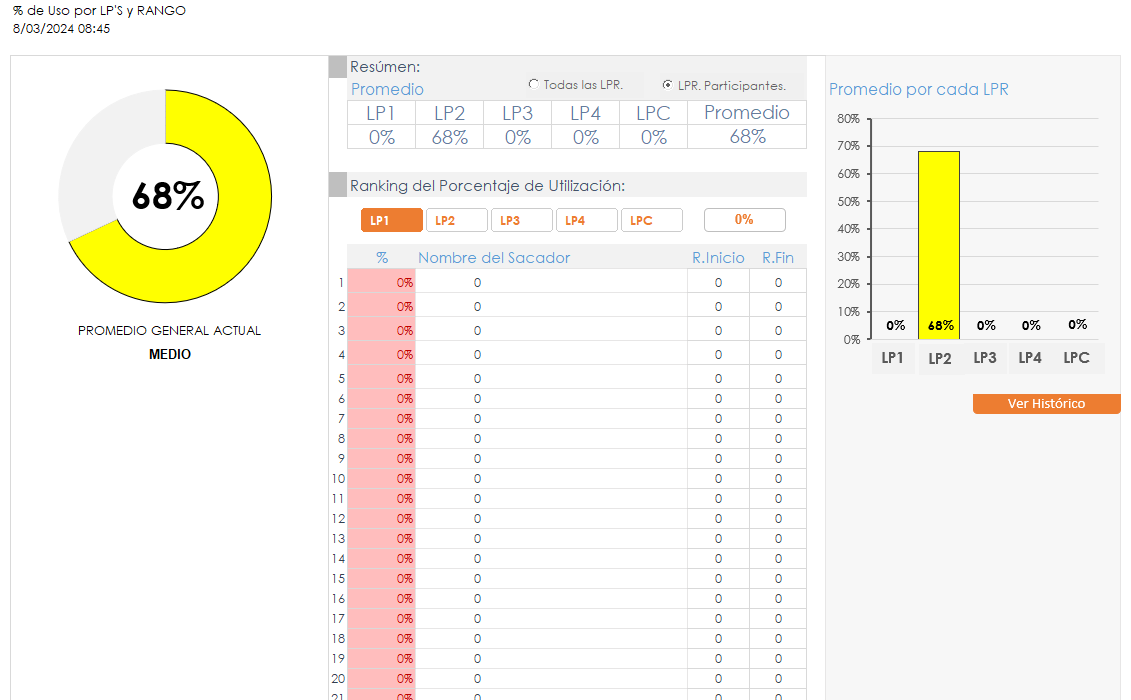 % de Uso por LP'S y RANGO
8/03/2024 08:45
68%
PROMEDIO GENERAL ACTUAL
MEDIO
Resúmen:
Promedio
Todas las LPR.
LPR. Participantes.
LP1 LP2 LP3 LP4 LPC Promedio
0% 68% 0% 0% 0% 68%
Ranking del Porcentaje de Utilización:
LP1 LP2 LP3 LP4 LPC 0%
% Nombre del Sacador R.Inicio R.Fin
1 0% 0 0 0
2 0% 0 0 0
3 0% 0 0 0
4 0% 0 0 0
5 0% 0 0 0
6 0% 0 0 0
7 0% 0 0 0
8 0% 0 0 0
9 0% 0 0 0
10 0% 0 0 0
11 0% 0 0 0
12 0% 0 0 0
13 0% 0 0 0
14 0% 0 0 0
15 0% 0 0 0
16 0% 0 0 0
17 0% 0 0 0
18 0% 0 0 0
19 0% 0 0 0
20 0% 0 0 0
21 0% 0 0 0
Promedio por cada LPR
80%
70%
60%
50%
40%
30%
20%
10%
0%
0% 68% 0% 0% 0%
LP1 LP2 LP3 LP4 LPC
Ver Histórico